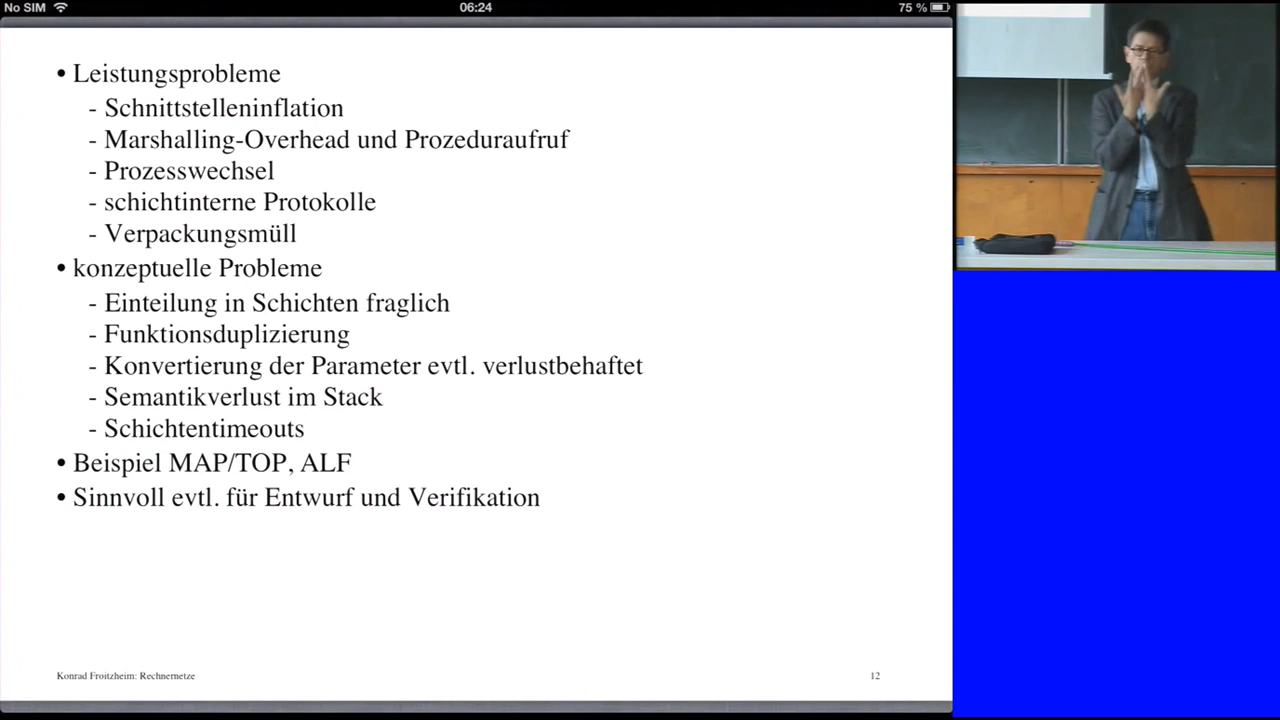 No SIM 06:24 75 %
• Leistungsprobleme
- Schnittstelleninflation
- Marshalling-Overhead und Prozeduraufruf
- Prozesswechsel
- schichtinterne Protokolle
- Verpackungsmüll
• konzeptuelle Probleme
- Einteilung in Schichten fraglich
- Funktionsduplizierung
- Konvertierung der Parameter evtl. verlustbehaftet
- Semantikverlust im Stack
- Schichtentimeouts
• Beispiel MAP/TOP, ALF
• Sinnvoll evtl. für Entwurf und Verifikation
Konrad Froitzheim: Rechnernetze 12